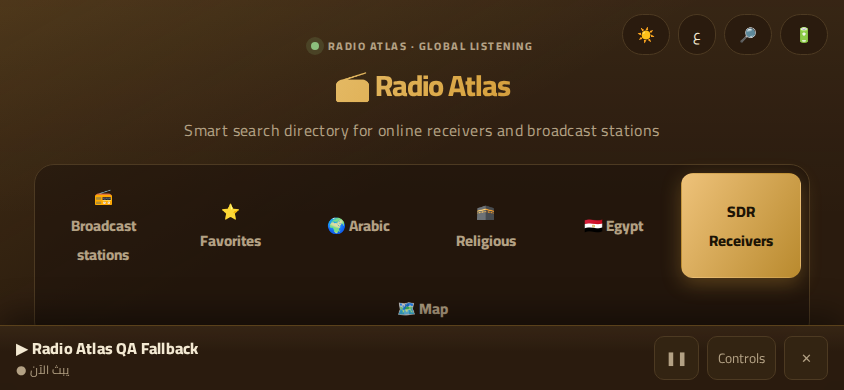 ع
RADIO ATLAS · GLOBAL LISTENING
Radio Atlas
Smart search directory for online receivers and broadcast stations
Broadcast
stations
Favorites
Arabic
Religious
Egypt
SDR
Receivers
Map
▶ Radio Atlas QA Fallback
يبث الآن
Controls
✕